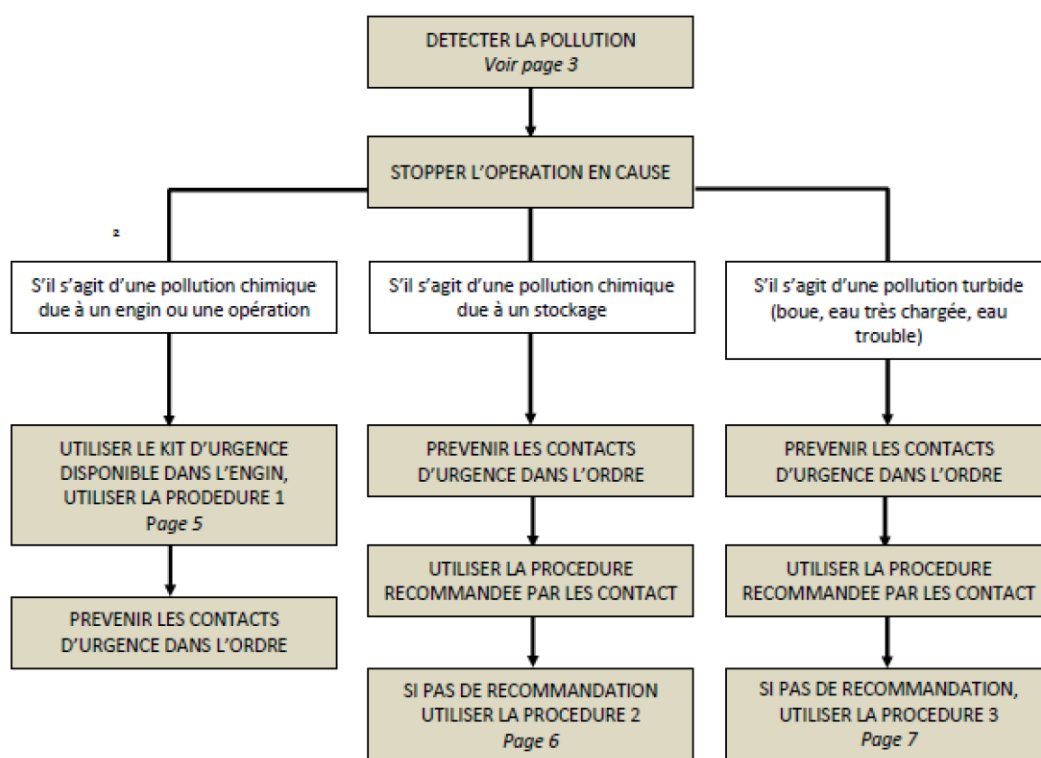 DETECTER LA POLLUTION
Voir page 3
STOPPER L'OPERATION EN CAUSE
²
S'il s'agit d'une pollution chimique
due à un engin ou une opération
S'il s'agit d'une pollution chimique
due à un stockage
S'il s'agit d'une pollution turbide
(boue, eau très chargée, eau
trouble)
UTILISER LE KIT D'URGENCE
DISPONIBLE DANS L'ENGIN,
UTILISER LA PRODEDURE 1
Page 5
PREVENIR LES CONTACTS
D'URGENCE DANS L'ORDRE
PREVENIR LES CONTACTS
D'URGENCE DANS L'ORDRE
UTILISER LA PROCEDURE
RECOMMANDEE PAR LES CONTACT
SI PAS DE RECOMMANDATION
UTILISER LA PROCEDURE 2
Page 6
PREVENIR LES CONTACTS
D'URGENCE DANS L'ORDRE
UTILISER LA PROCEDURE
RECOMMANDEE PAR LES CONTACT
SI PAS DE RECOMMANDATION,
UTILISER LA PROCEDURE 3
Page 7